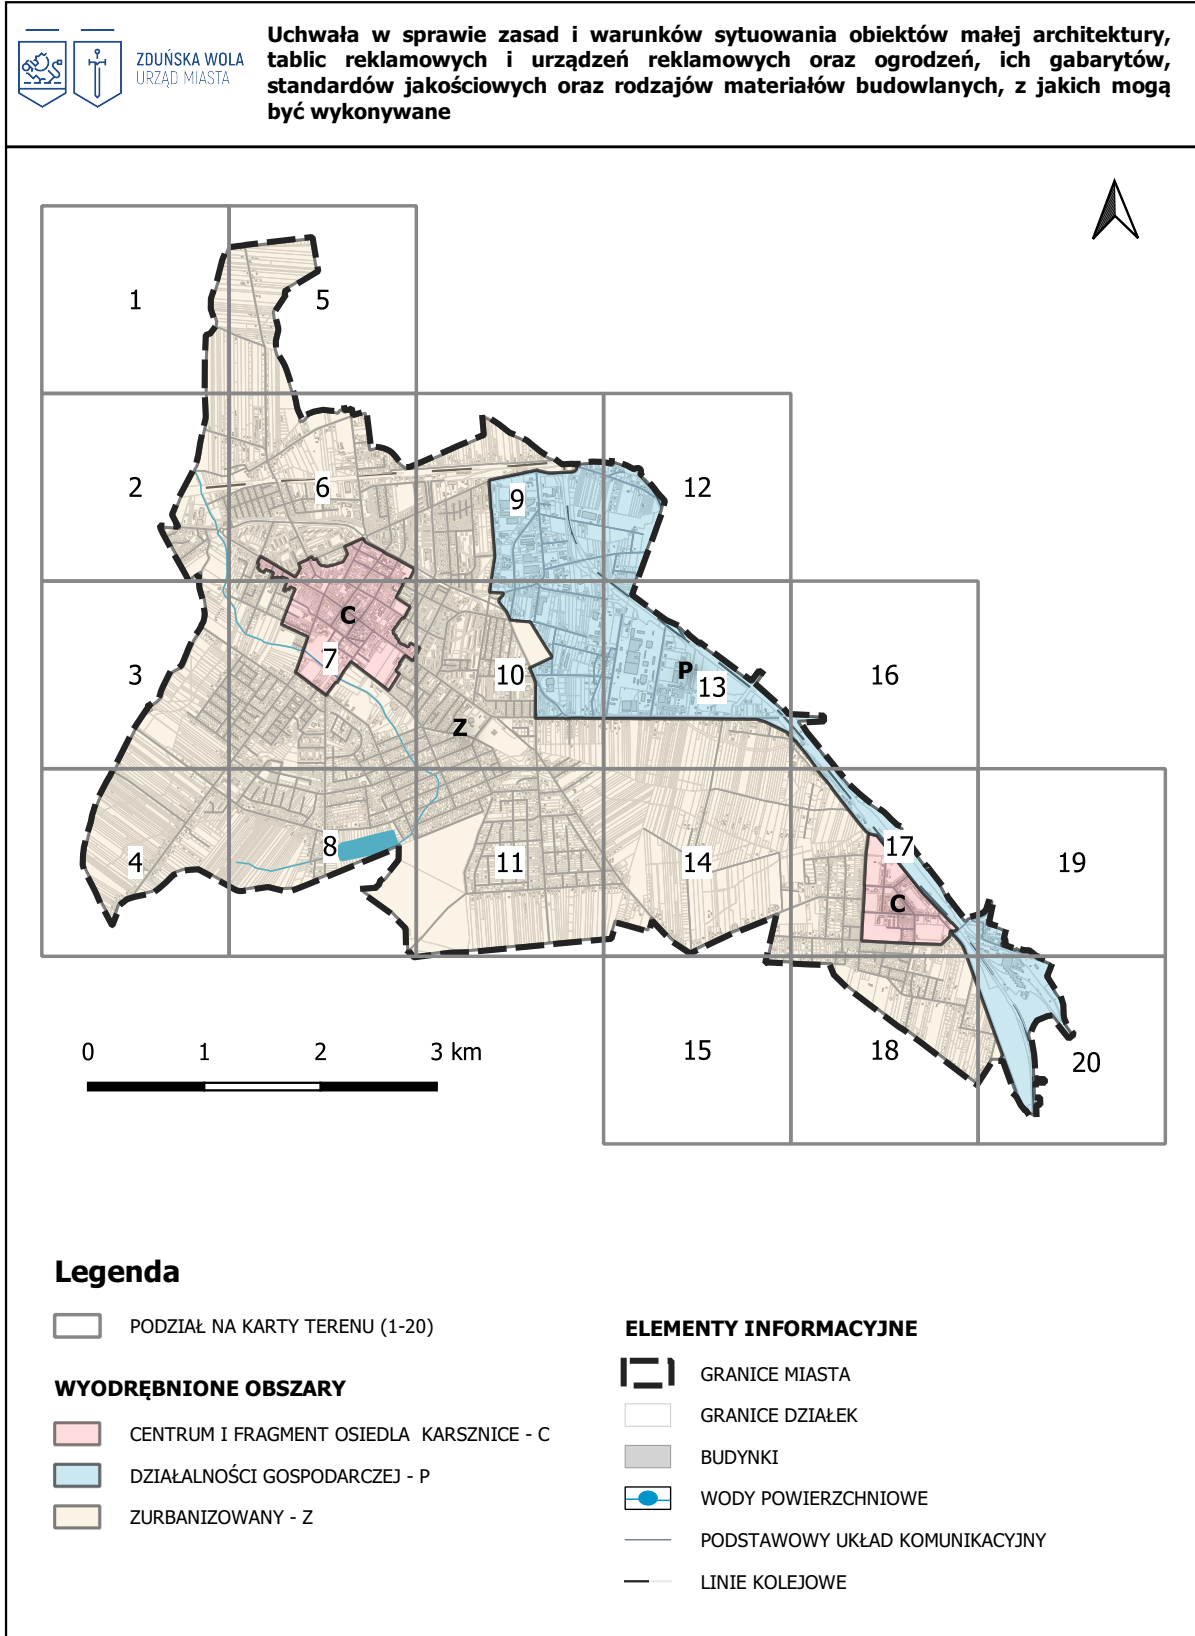 ZDUŃSKA WOLA
URZĄD MIASTA
Uchwała w sprawie zasad i warunków sytuowania obiektów małej architektury,
tablic reklamowych i urządzeń reklamowych oraz ogrodzeń, ich gabarytów,
standardów jakościowych oraz rodzajów materiałów budowlanych, z jakich mogą
być wykonywane
1
5
2
6
9
12
C
3
7
10
P
13
16
Z
4
8
11
14
17
19
C
15
18
20
0 1 2 3 km
Legenda
PODZIAŁ NA KARTY TERENU (1-20)
WYODRĘBNIONE OBSZARY
CENTRUM I FRAGMENT OSIEDLA KARSZNICE - C
DZIAŁALNOŚCI GOSPODARCZEJ - P
ZURBANIZOWANY - Z
ELEMENTY INFORMACYJNE
GRANICE MIASTA
GRANICE DZIAŁEK
BUDYNKI
WODY POWIERZCHNIOWE
PODSTAWOWY UKŁAD KOMUNIKACYJNY
LINIE KOLEJOWE